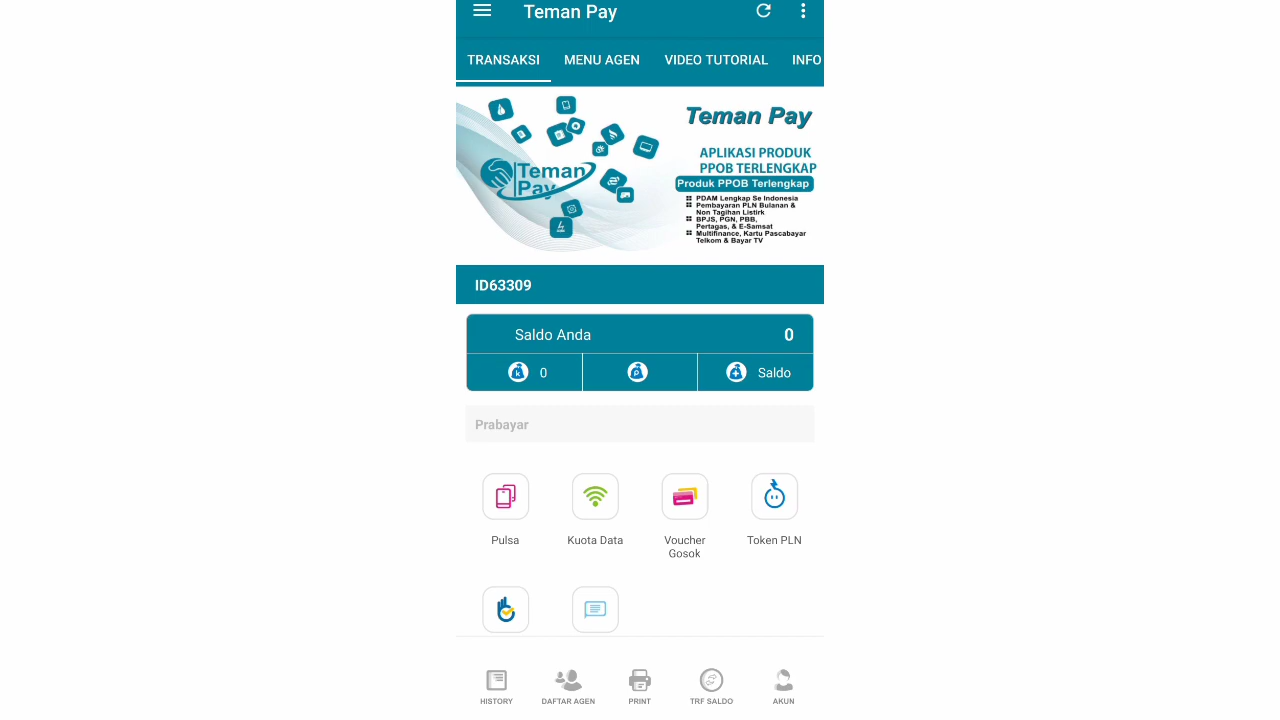 Teman Pay
TRANSAKSI MENU AGEN VIDEO TUTORIAL INFO
Teman Pay
Teman
Pay
APLIKASI PRODUK
PPOB TERLENGKAP
Produk PPOB Terlengkap
PDAM Lengkap Se Indonesia
Pembayaran PLN Bulanan &
Non Tagihan Listirk
BPJS, PGN, PBB,
Pertagas, & E-Samsat
Multifinance, Kartu Pascabayar
Telkom & Bayar TV
ID63309
Saldo Anda 0
0 Saldo
Prabayar
Pulsa Kuota Data Voucher Gosok Token PLN
HISTORY DAFTAR AGEN PRINT TRF SALDO AKUN